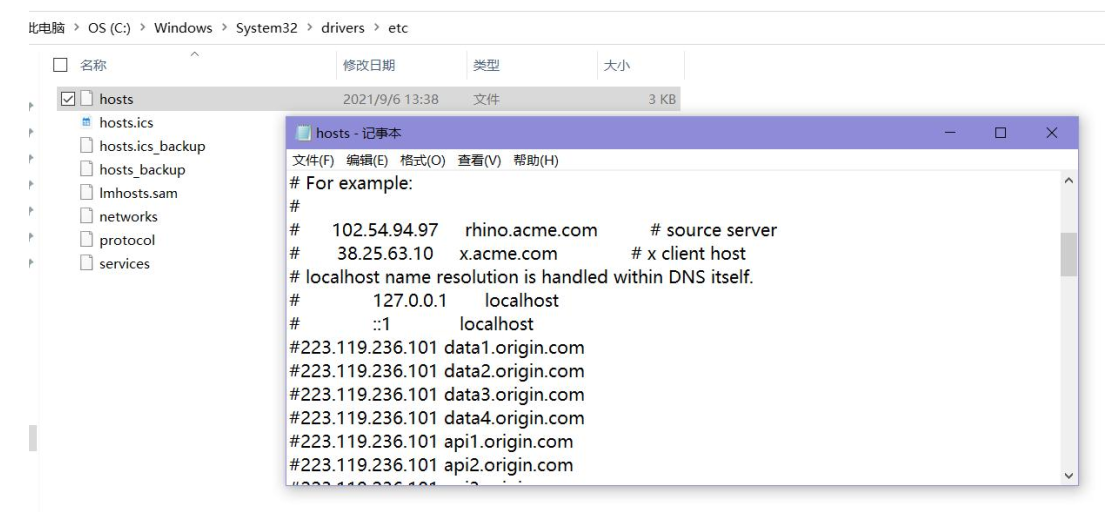 此电脑 > OS (C:) > Windows > System32 > drivers > etc
名称 修改日期 类型 大小
hosts 2021/9/6 13:38 文件 3 KB
hosts.ics
hosts.ics_backup
hosts_backup
lmhosts.sam
networks
protocol
services
hosts - 记事本
文件(F) 编辑(E) 格式(O) 查看(V) 帮助(H)
# For example:
#
# 102.54.94.97 rhino.acme.com # source server
# 38.25.63.10 x.acme.com # x client host
# localhost name resolution is handled within DNS itself.
# 127.0.0.1 localhost
# ::1 localhost
#223.119.236.101 data1.origin.com
#223.119.236.101 data2.origin.com
#223.119.236.101 data3.origin.com
#223.119.236.101 data4.origin.com
#223.119.236.101 api1.origin.com
#223.119.236.101 api2.origin.com